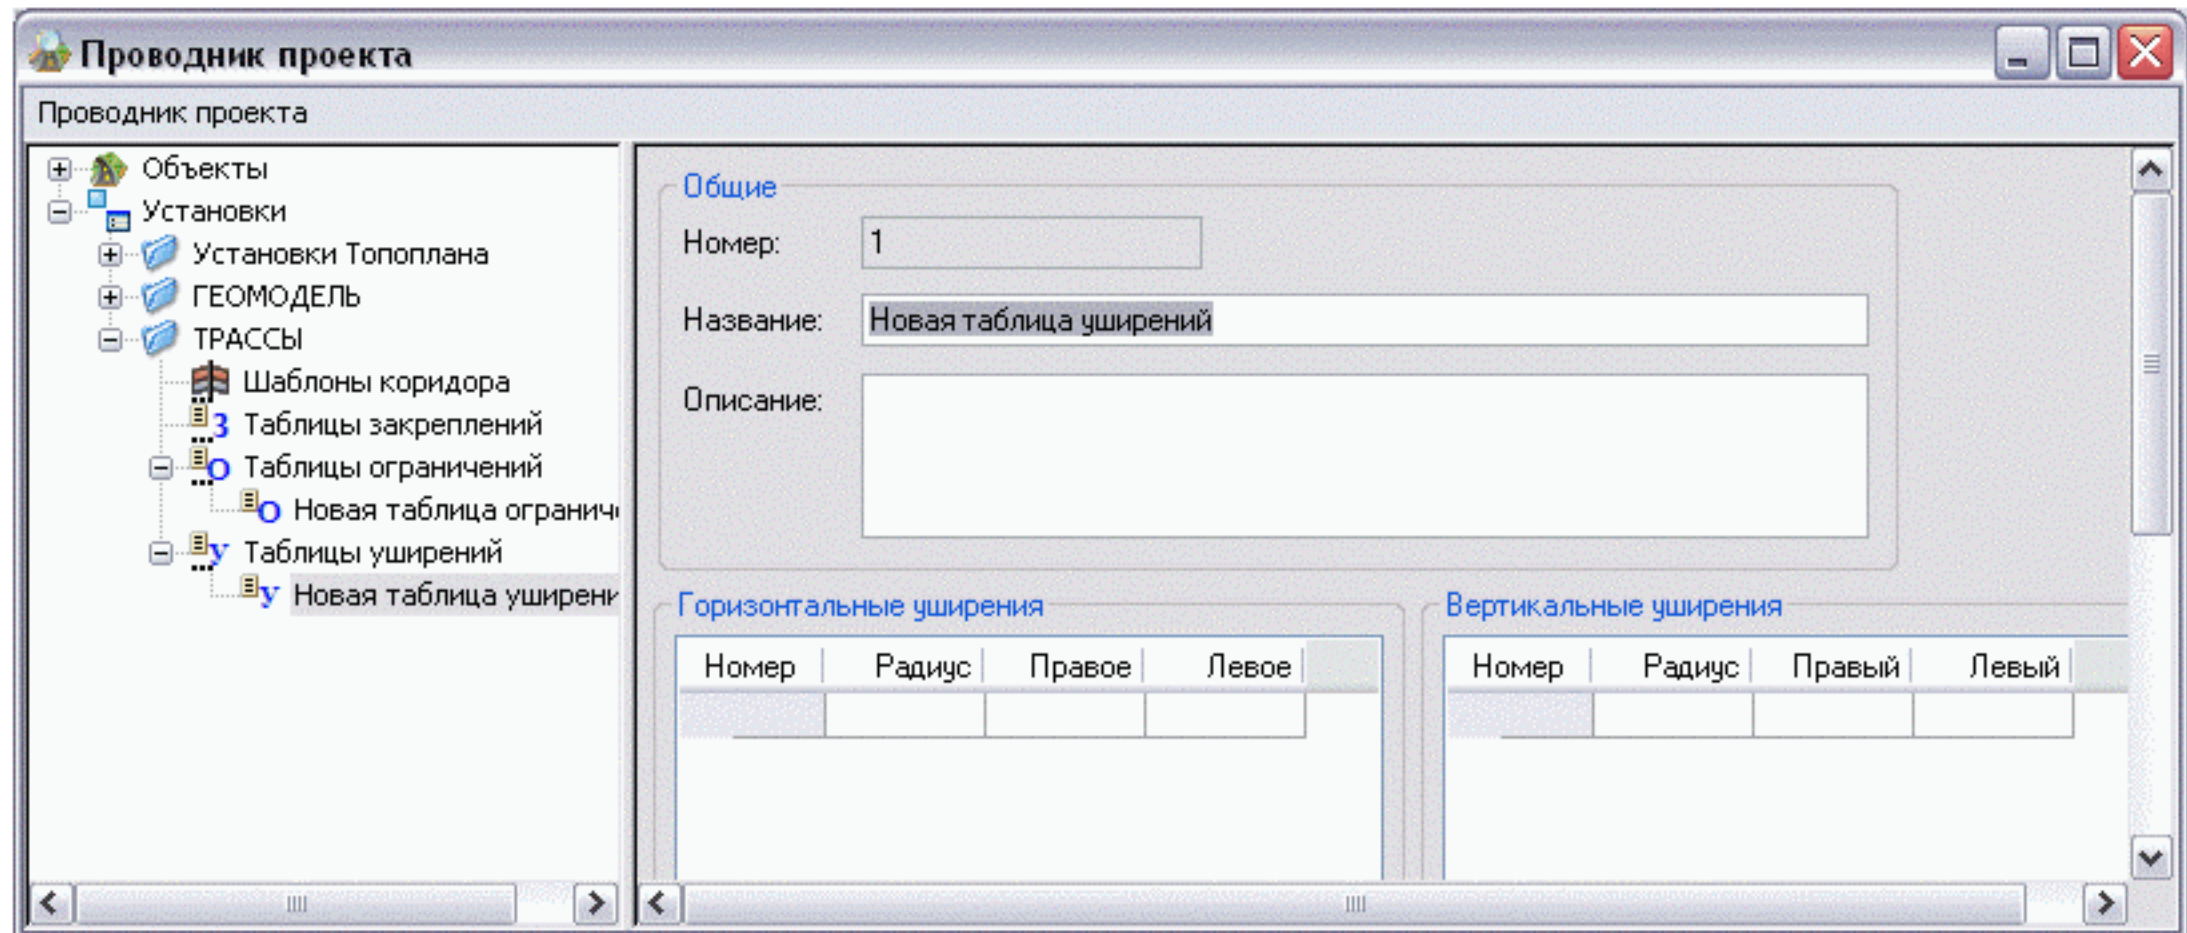 Проводник проекта
Проводник проекта
Объекты
Установки
Установки Топоплана
ГЕОМОДЕЛЬ
ТРАССЫ
Шаблоны коридора
З Таблицы закреплений
О Таблицы ограничений
О Новая таблица огранич
У Таблицы уширений
У Новая таблица уширени
Общие
Номер: 1
Название: Новая таблица уширений
Описание:
Горизонтальные уширения
Номер Радиус Правое Левое
Вертикальные уширения
Номер Радиус Правый Левый